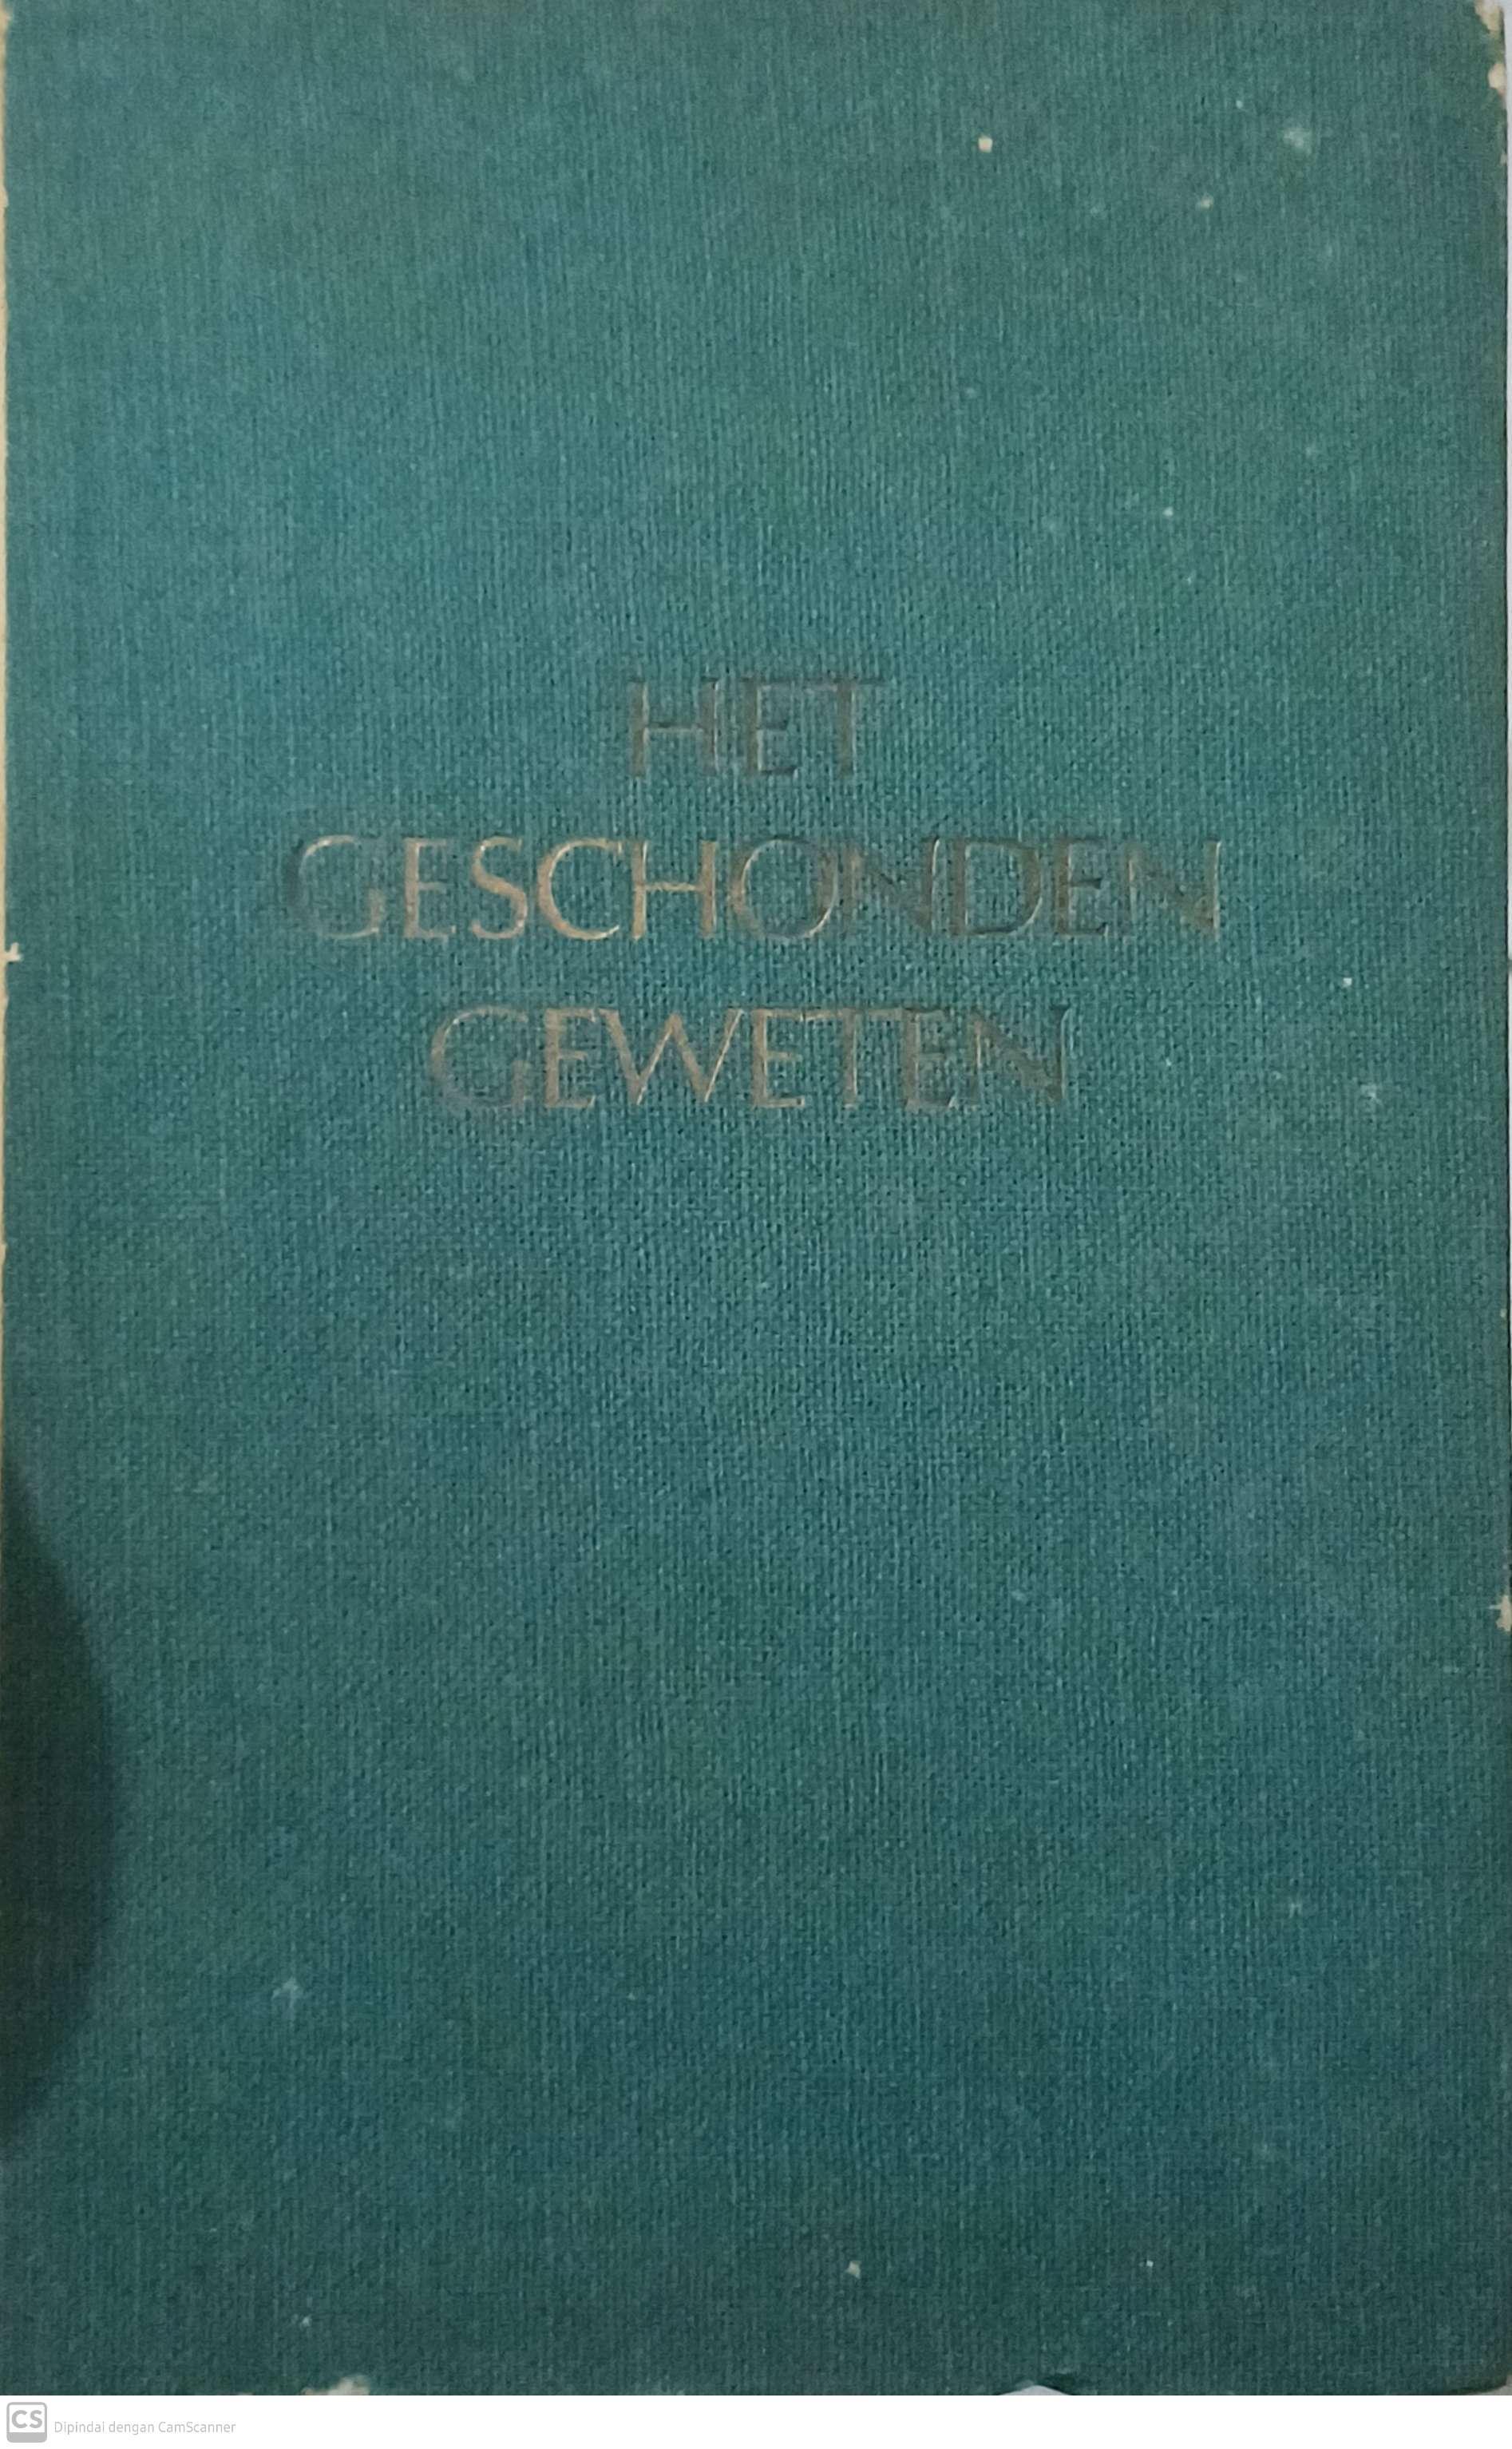 HET
GESCHONDEN
GEWETEN
CS Dipindai dengan CamScanner